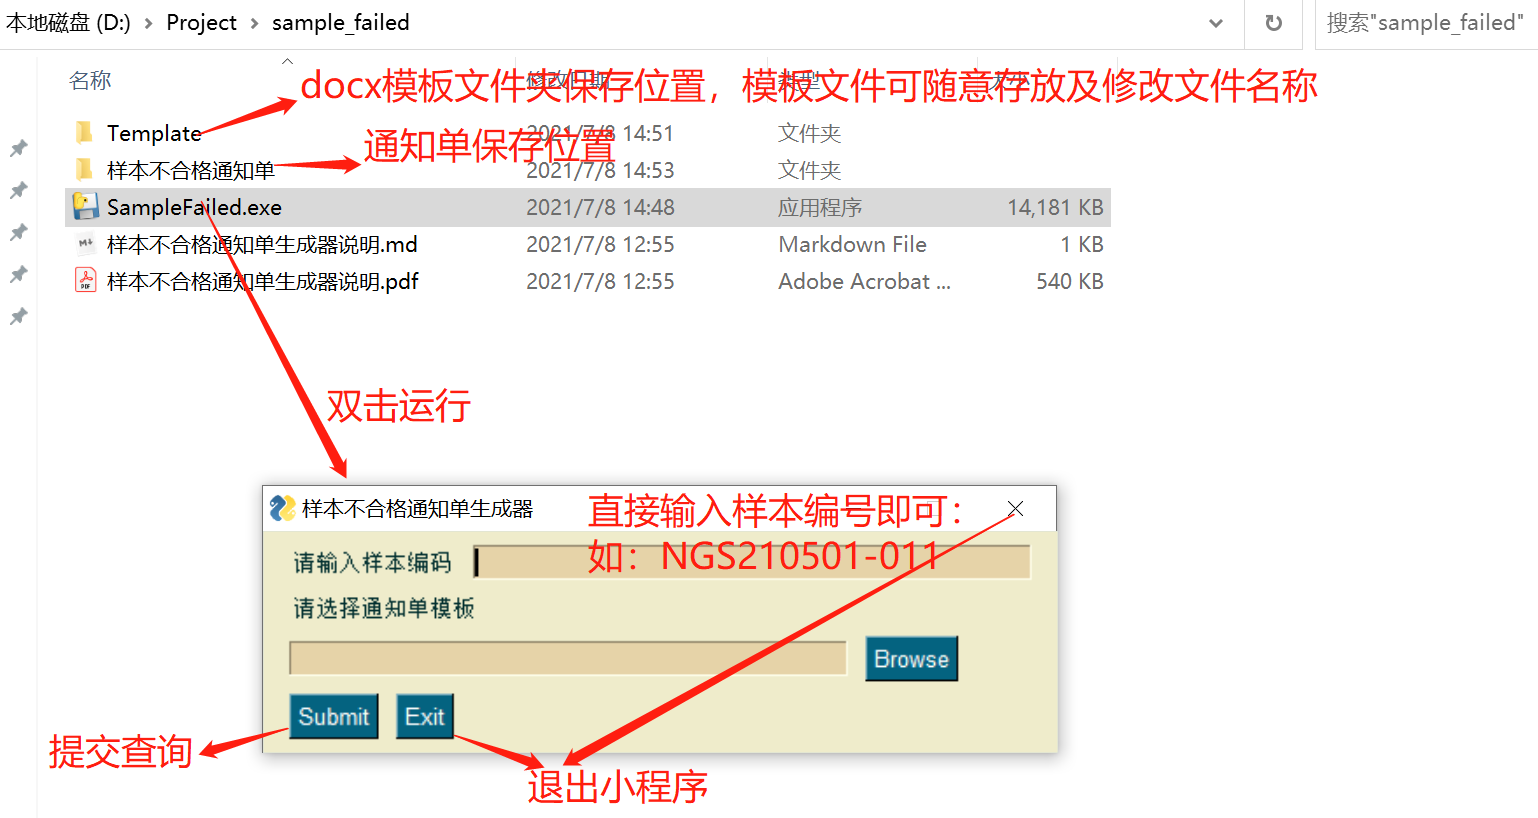 本地磁盘 (D:) › Project › sample_failed
搜索"sample_failed"
名称 修改日期 类型 大小
docx模板文件夹保存位置，模板文件可随意存放及修改文件名称
Template 2021/7/8 14:51 文件夹
通知单保存位置
样本不合格通知单 2021/7/8 14:53 文件夹
SampleFailed.exe 2021/7/8 14:48 应用程序 14,181 KB
样本不合格通知单生成器说明.md 2021/7/8 12:55 Markdown File 1 KB
样本不合格通知单生成器说明.pdf 2021/7/8 12:55 Adobe Acrobat ... 540 KB
双击运行
样本不合格通知单生成器
直接输入样本编号即可：
如：NGS210501-011
请输入样本编码
请选择通知单模板
Browse
Submit Exit
提交查询
退出小程序